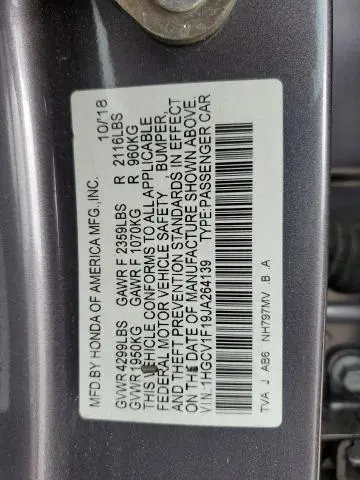 MFD.BY HONDA OF AMERICA MFG.,INC. 10/18
GVWR 4299LBS GAWR F 2359LBS R 2116LBS
GVWR 1950KG GAWR F 1070KG R 960KG
THIS VEHICLE CONFORMS TO ALL APPLICABLE
FEDERAL MOTOR VEHICLE SAFETY BUMPER,
AND THEFT PREVENTION STANDARDS IN EFFECT
ON THE DATE OF MANUFACTURE SHOWN ABOVE.
V.I.N.:1HGCV1F19JA264139 TYPE:PASSENGER CAR
TVA J AB6 NH797MV .B .A